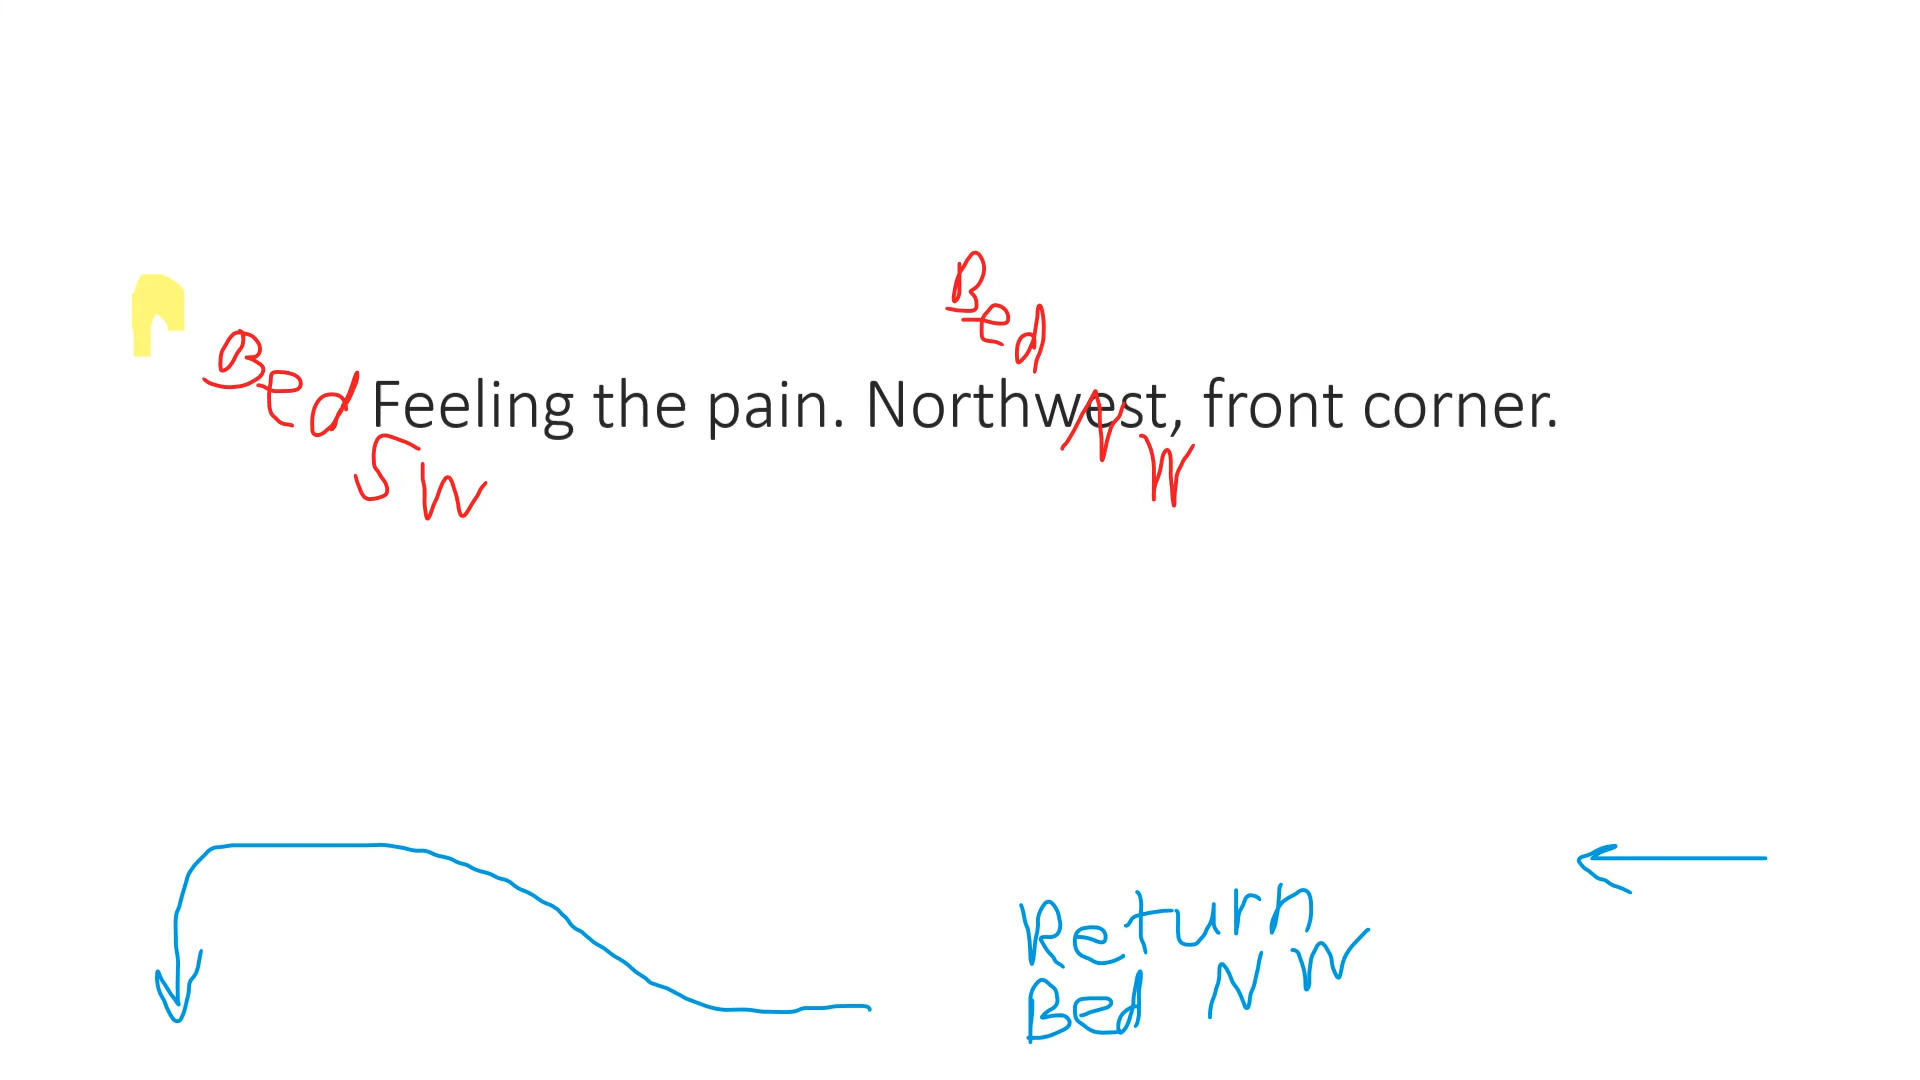 Bed
Bed
Feeling the pain. Northwest, front corner.
SW
NW
Return
Bed NW